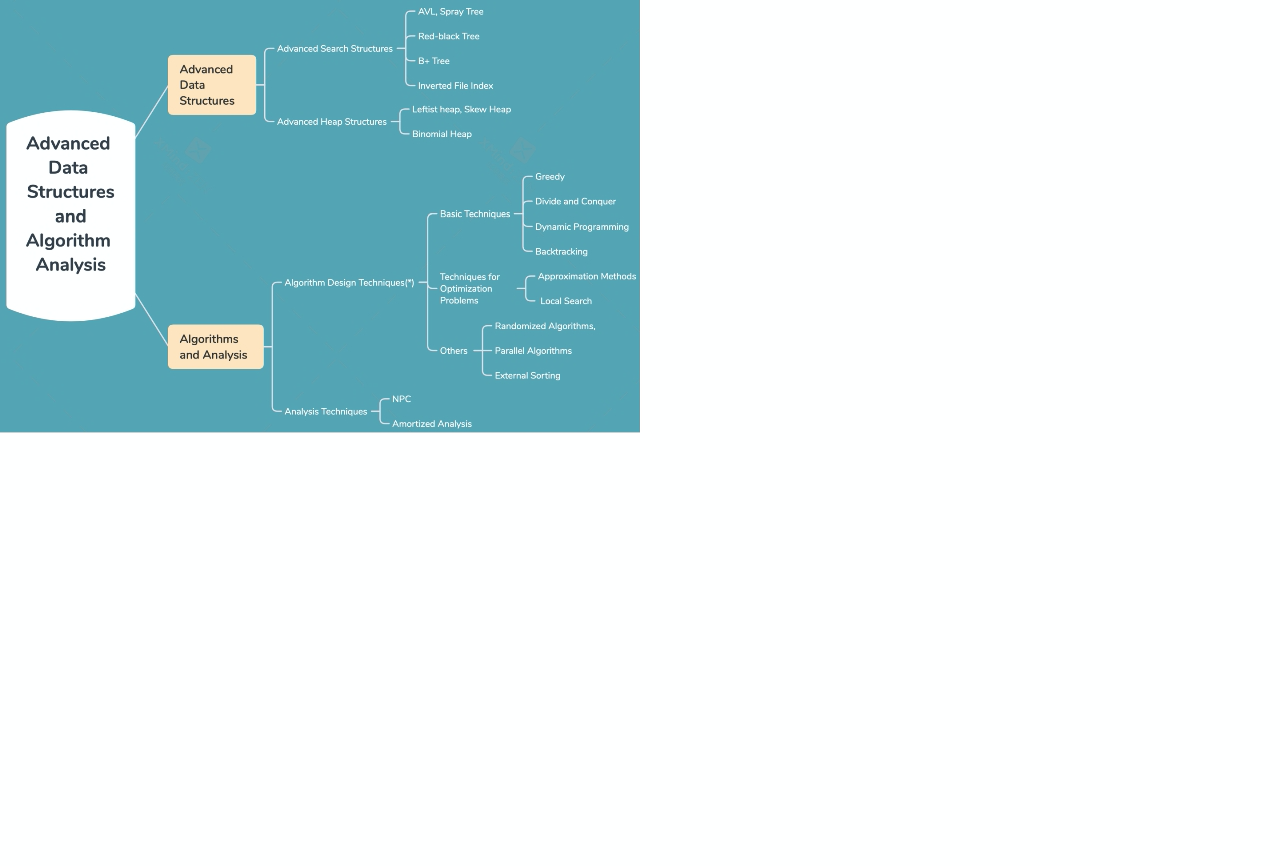 Advanced
Data
Structures
and
Algorithm
Analysis
Advanced
Data
Structures
Advanced Search Structures
AVL, Spray Tree
Red-black Tree
B+ Tree
Inverted File Index
Advanced Heap Structures
Leftist heap, Skew Heap
Binomial Heap
Algorithms
and Analysis
Algorithm Design Techniques(*)
Basic Techniques
Greedy
Divide and Conquer
Dynamic Programming
Backtracking
Techniques for
Optimization
Problems
Approximation Methods
Local Search
Others
Randomized Algorithms,
Parallel Algorithms
External Sorting
Analysis Techniques
NPC
Amortized Analysis